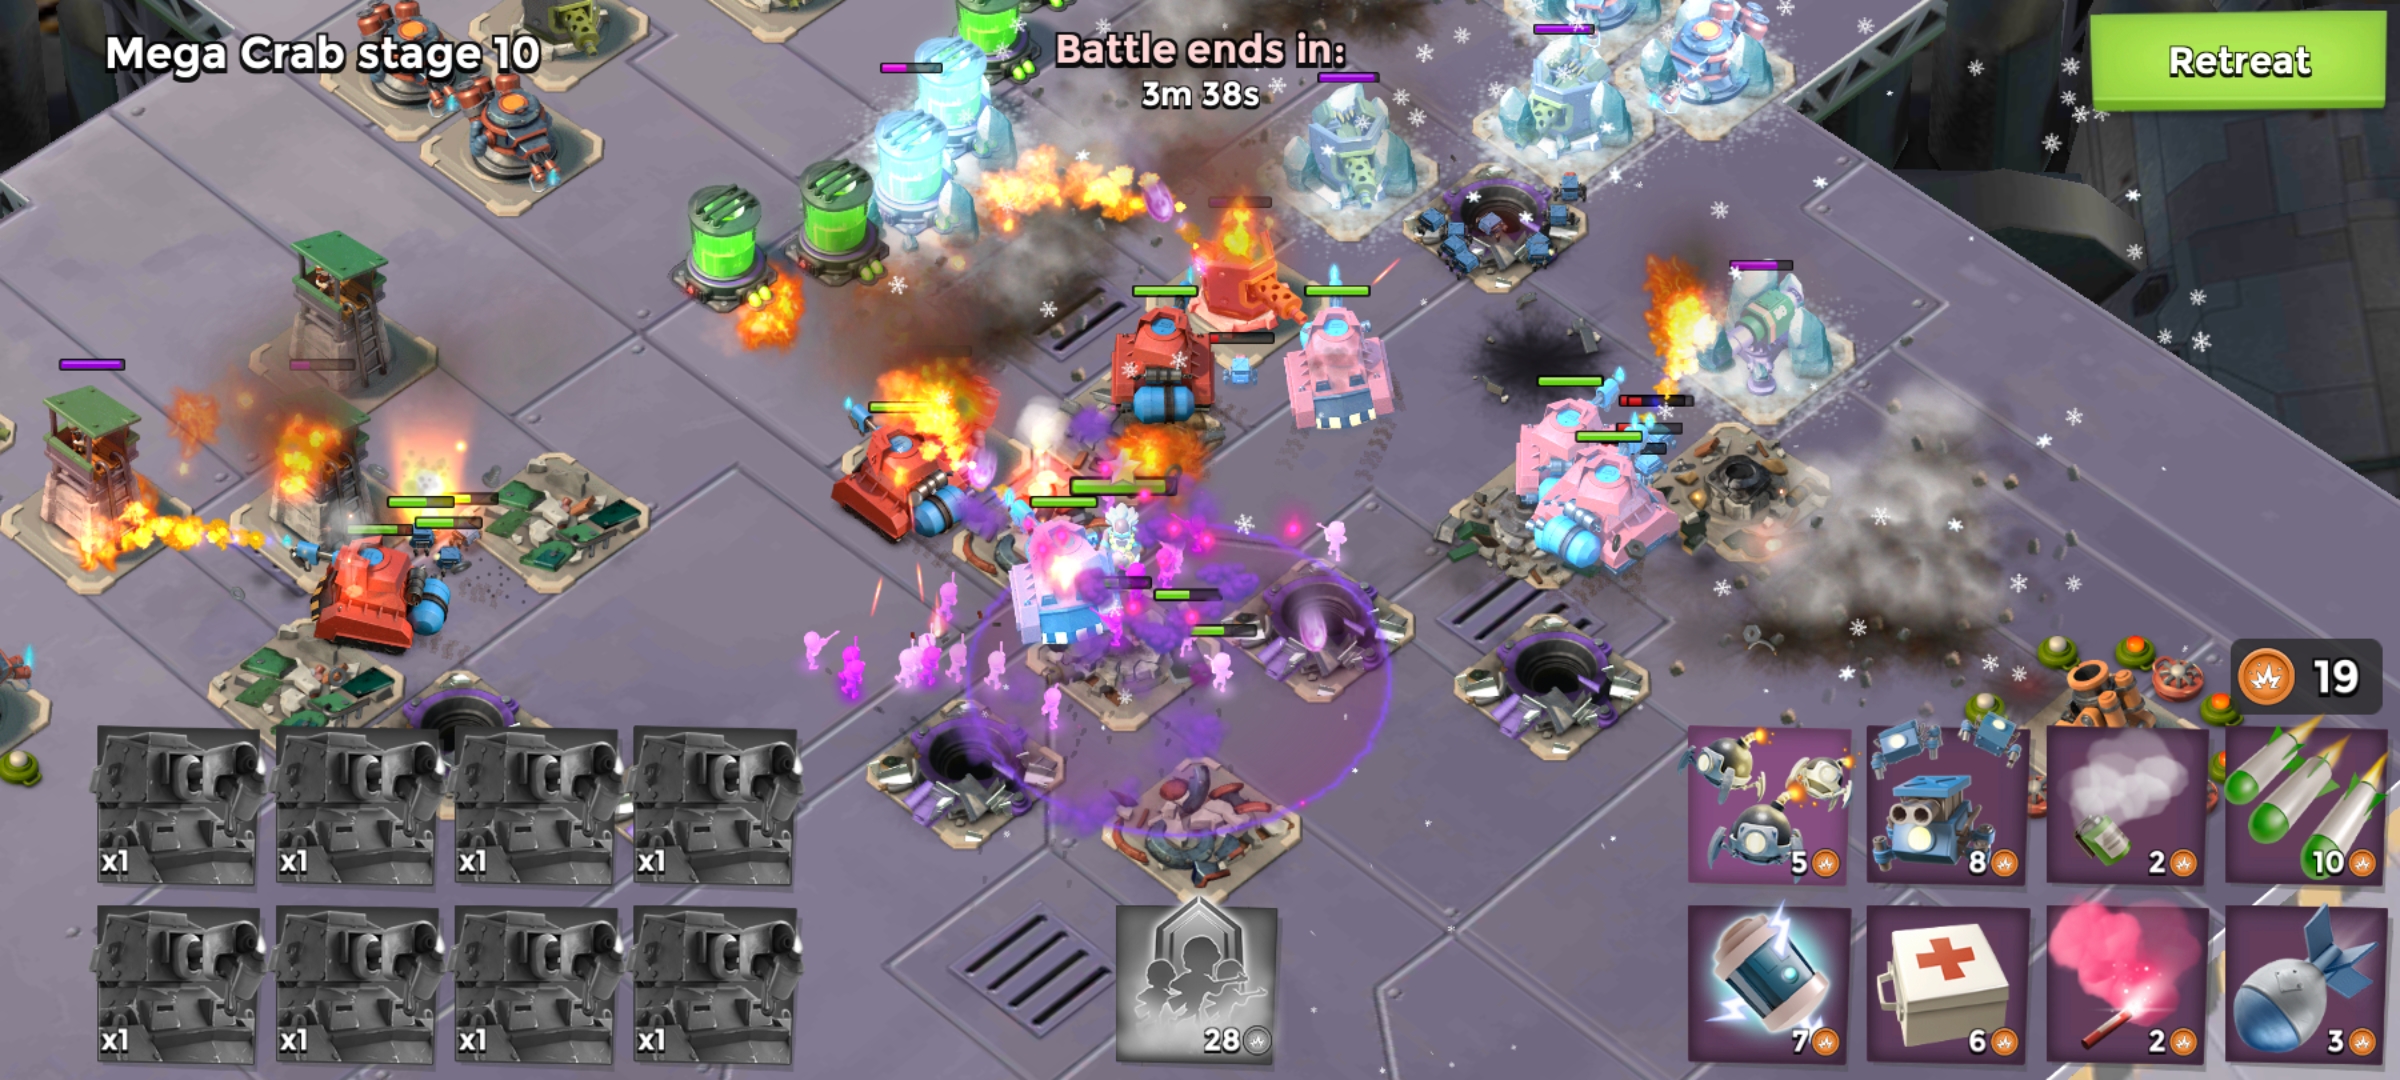 Mega Crab stage 10
Battle ends in:
3m 38s
Retreat
19
x1 x1 x1 x1
5 8 2 10
x1 x1 x1 x1
28
7 6 2 3